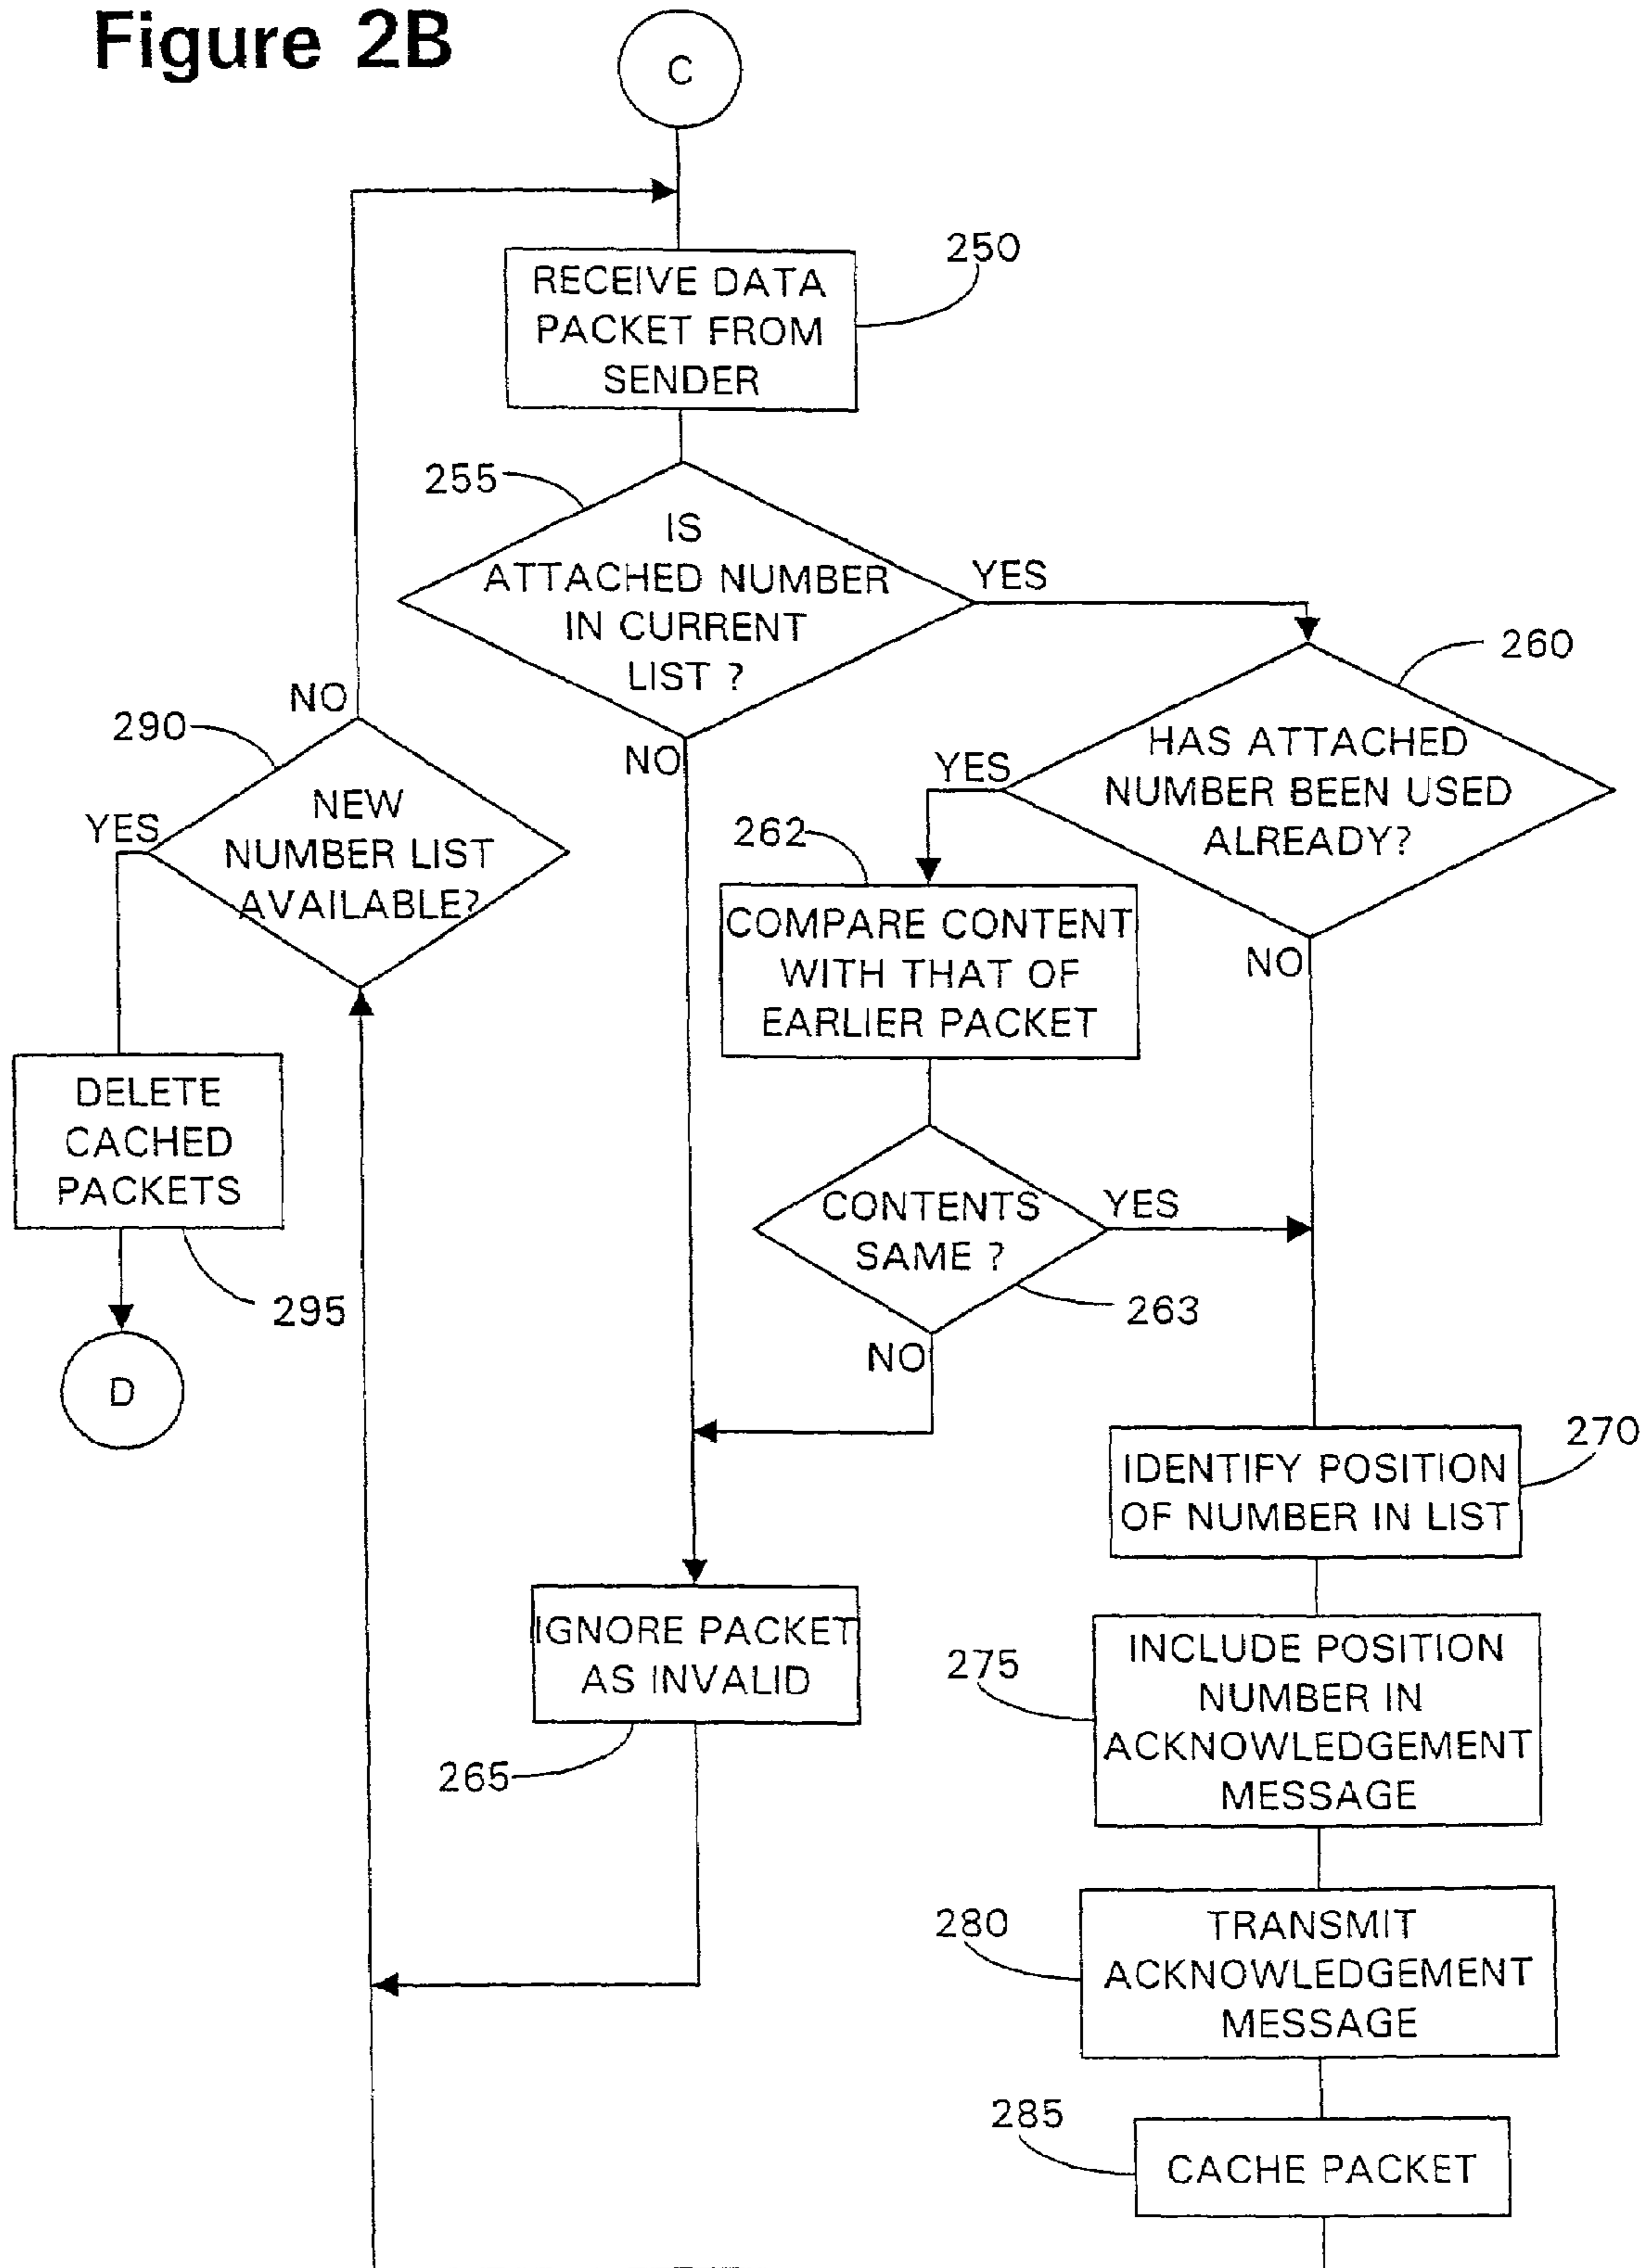 Figure 2B
C
RECEIVE DATA
PACKET FROM
SENDER
250
255
IS
ATTACHED NUMBER
IN CURRENT
LIST ?
YES
NO
260
HAS ATTACHED
NUMBER BEEN USED
ALREADY?
YES
NO
290
NO
NEW
NUMBER LIST
AVAILABLE?
YES
262
COMPARE CONTENT
WITH THAT OF
EARLIER PACKET
DELETE
CACHED
PACKETS
295
D
CONTENTS
SAME ?
YES
263
NO
270
IDENTIFY POSITION
OF NUMBER IN LIST
IGNORE PACKET
AS INVALID
265
275
INCLUDE POSITION
NUMBER IN
ACKNOWLEDGEMENT
MESSAGE
280
TRANSMIT
ACKNOWLEDGEMENT
MESSAGE
285
CACHE PACKET